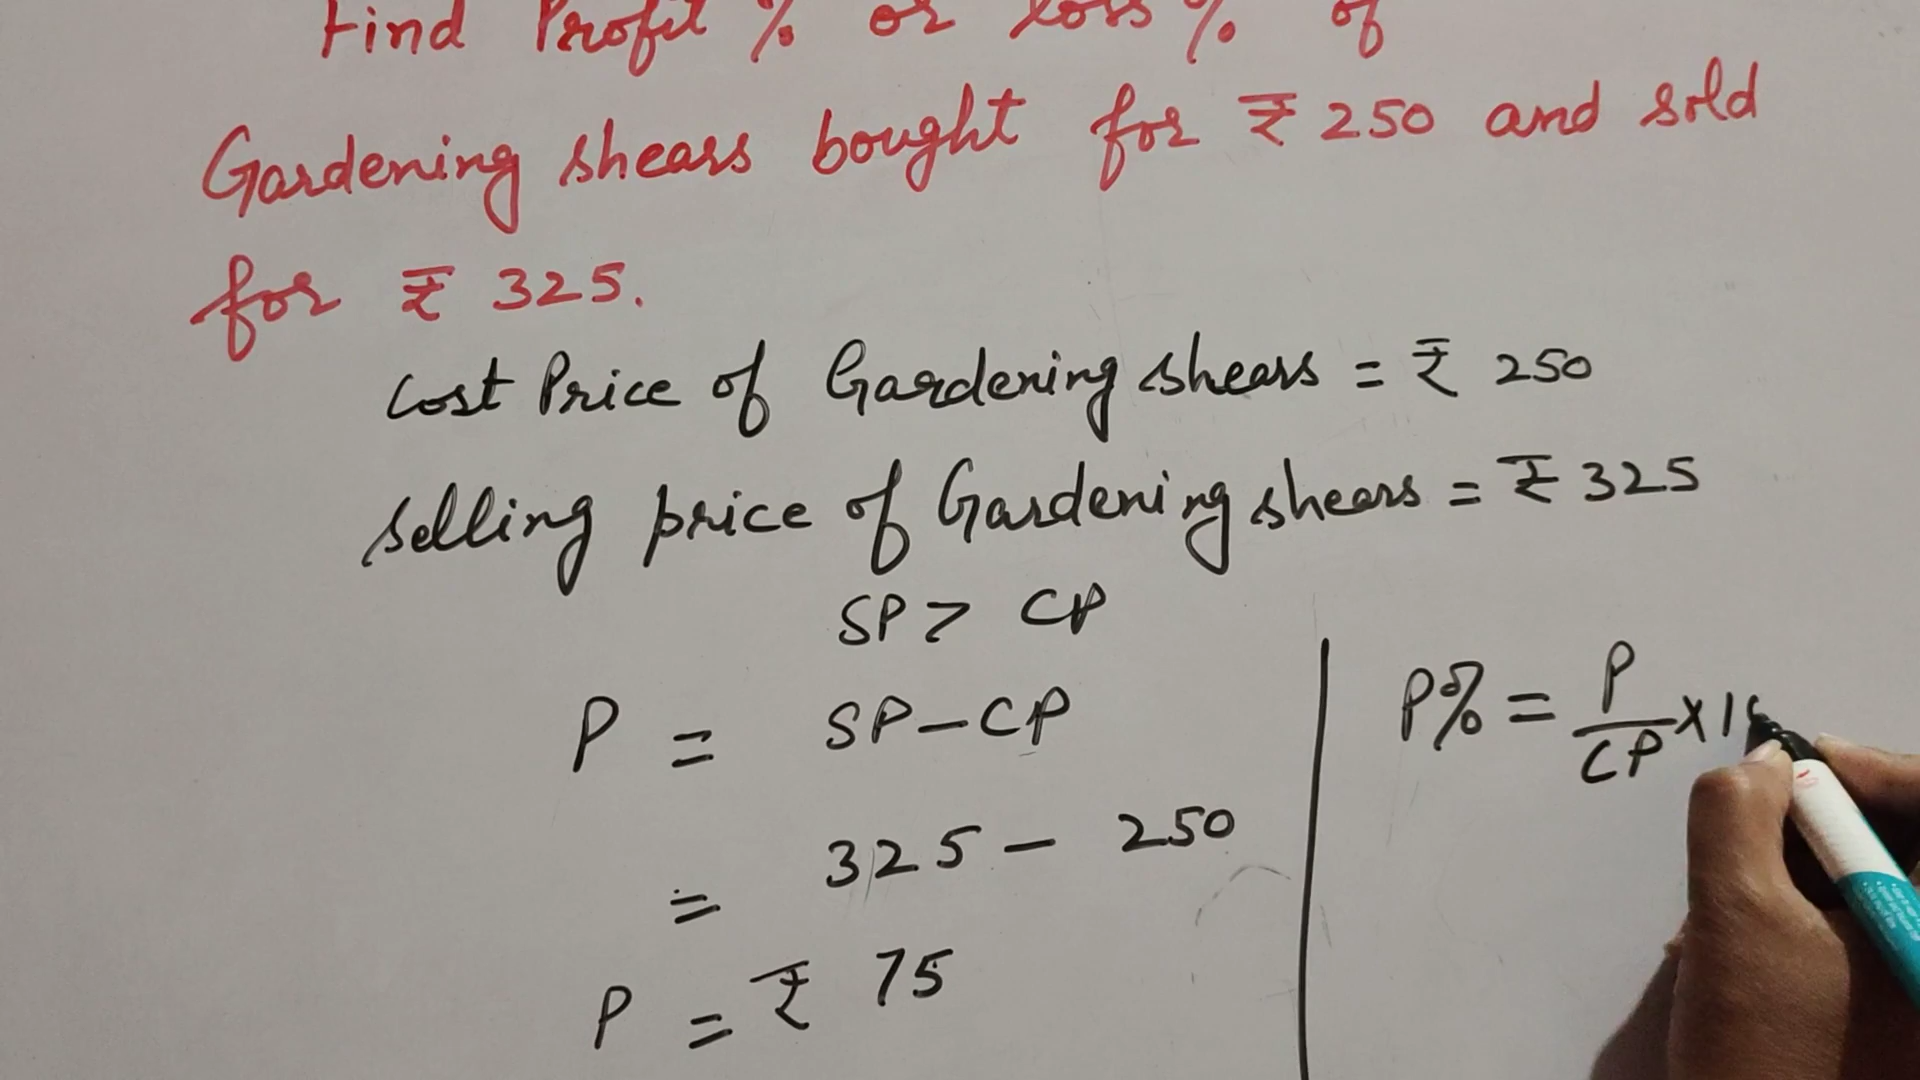 Find Profit % or loss % of
Gardening shears bought for ₹ 250 and sold
for ₹ 325.
Cost Price of Gardening shears = ₹ 250
selling price of Gardening shears = ₹ 325
SP > CP
P = SP - CP
= 325 - 250
P = ₹ 75
P% = P/CP × 1